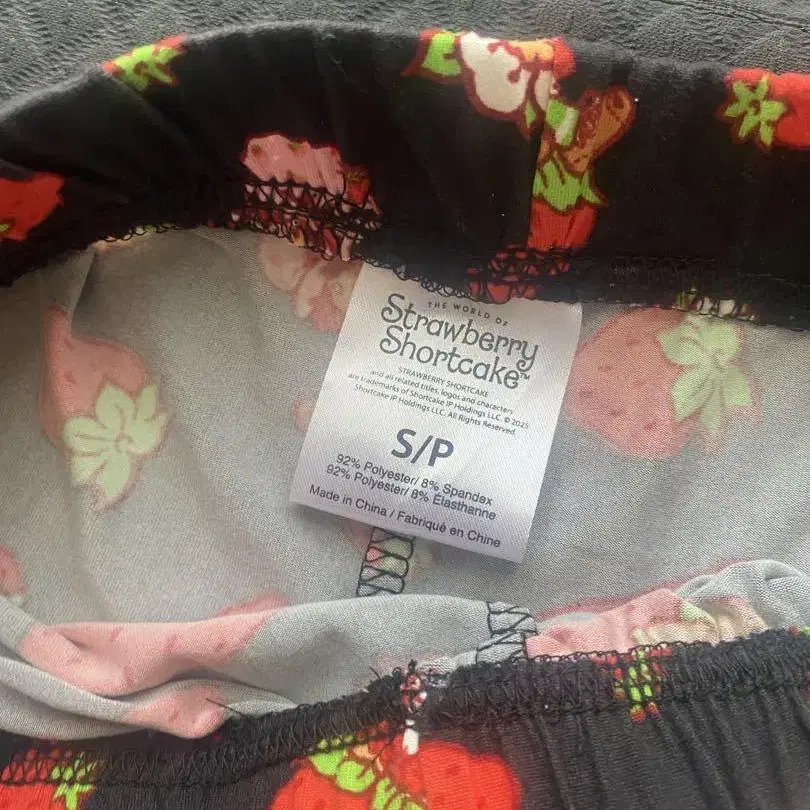 THE WORLD OF
Strawberry
Shortcake™
STRAWBERRY SHORTCAKE
and all related titles, logos and characters
are trademarks of Shortcake IP Holdings LLC. © 2025
Shortcake IP Holdings LLC. All Rights Reserved
S/P
92% Polyester/ 8% Spandex
92% Polyester/ 8% Élasthanne
Made in China / Fabriqué en Chine